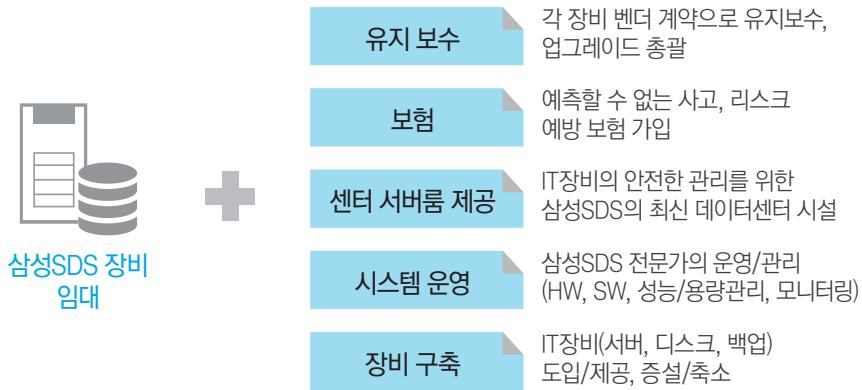 유지 보수
각 장비 벤더 계약으로 유지보수,
업그레이드 총괄
보험
예측할 수 없는 사고, 리스크
예방 보험 가입
센터 서버룸 제공
IT장비의 안전한 관리를 위한
삼성SDS의 최신 데이터센터 시설
삼성SDS 장비
임대
시스템 운영
삼성SDS 전문가의 운영/관리
(HW, SW, 성능/용량관리, 모니터링)
장비 구축
IT장비(서버, 디스크, 백업)
도입/제공, 증설/축소